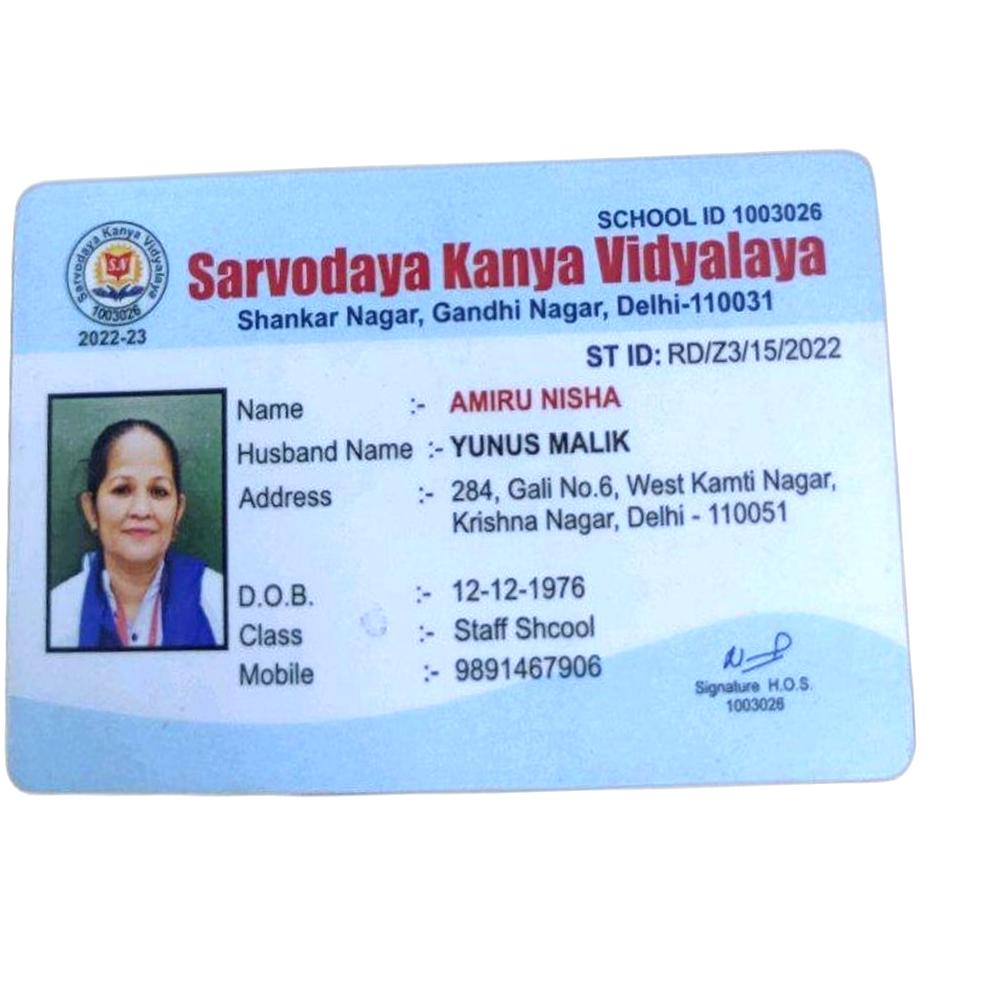 SCHOOL ID 1003026
Sarvodaya Kanya Vidyalaya
Shankar Nagar, Gandhi Nagar, Delhi-110031
Sarvodaya Kanya Vidyalaya
S.N
1003026
2022-23
ST ID: RD/Z3/15/2022
Name :- AMIRU NISHA
Husband Name :- YUNUS MALIK
Address :- 284, Gali No.6, West Kamti Nagar,
Krishna Nagar, Delhi - 110051
D.O.B. :- 12-12-1976
Class :- Staff Shcool
Mobile :- 9891467906
Signature H.O.S.
1003026